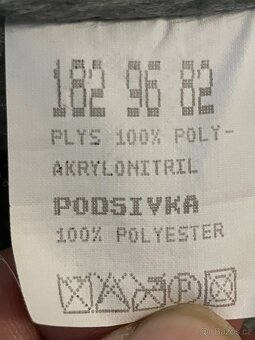 182 96 82
PLYS 100% POLY-
AKRYLONITRIL
PODSIVKA
100% POLYESTER
P